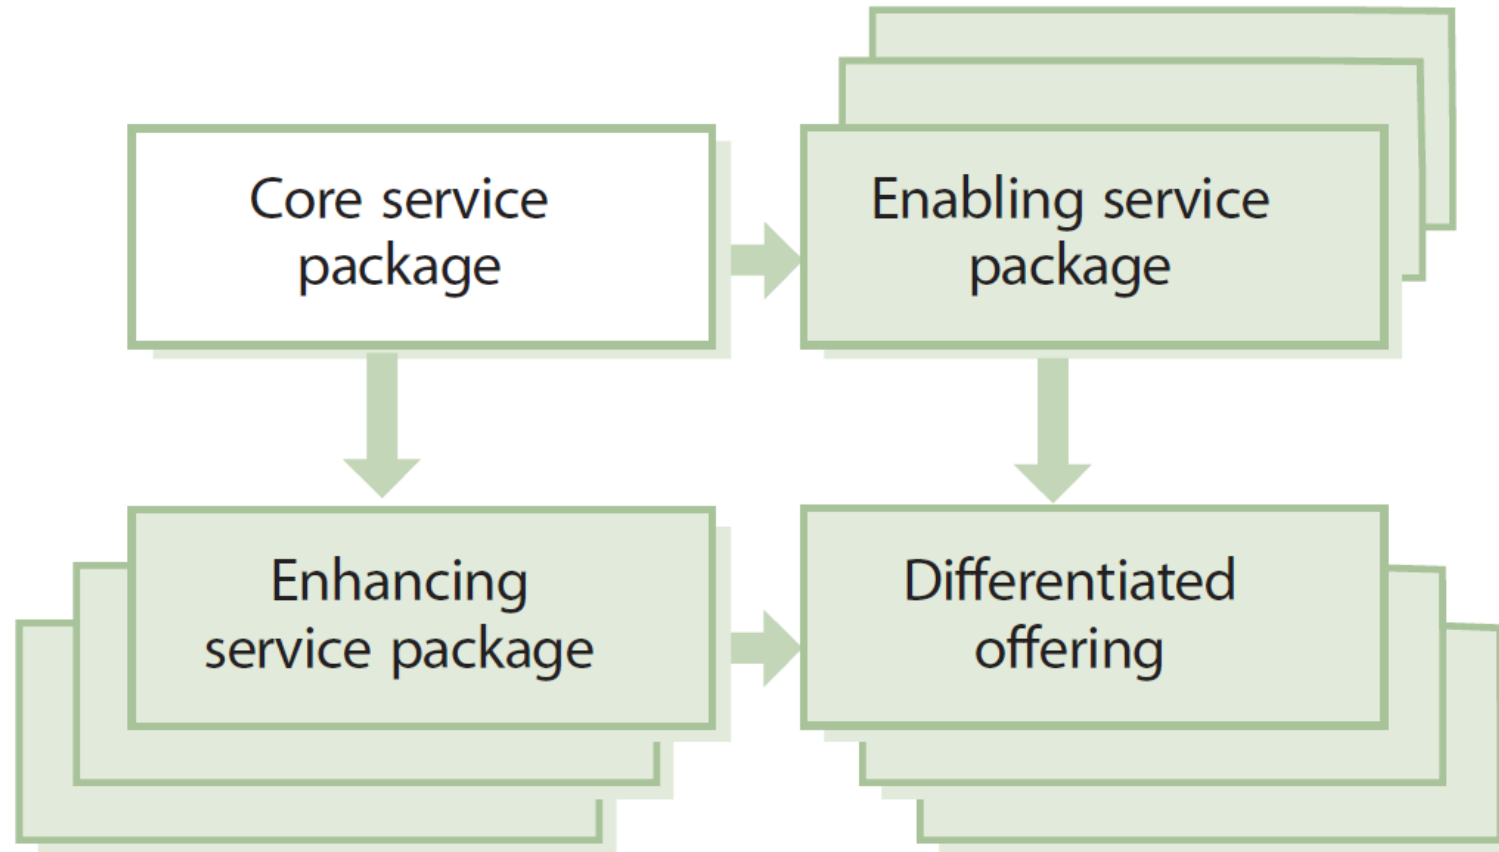 Core service
package
Enabling service
package
Enhancing
service package
Differentiated
offering